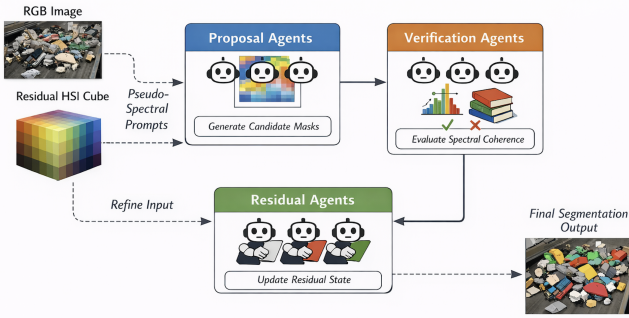 RGB Image
Residual HSI Cube
Pseudo-
Spectral
Prompts
Proposal Agents
Generate Candidate Masks
Verification Agents
Evaluate Spectral Coherence
Refine Input
Residual Agents
Update Residual State
Final Segmentation
Output